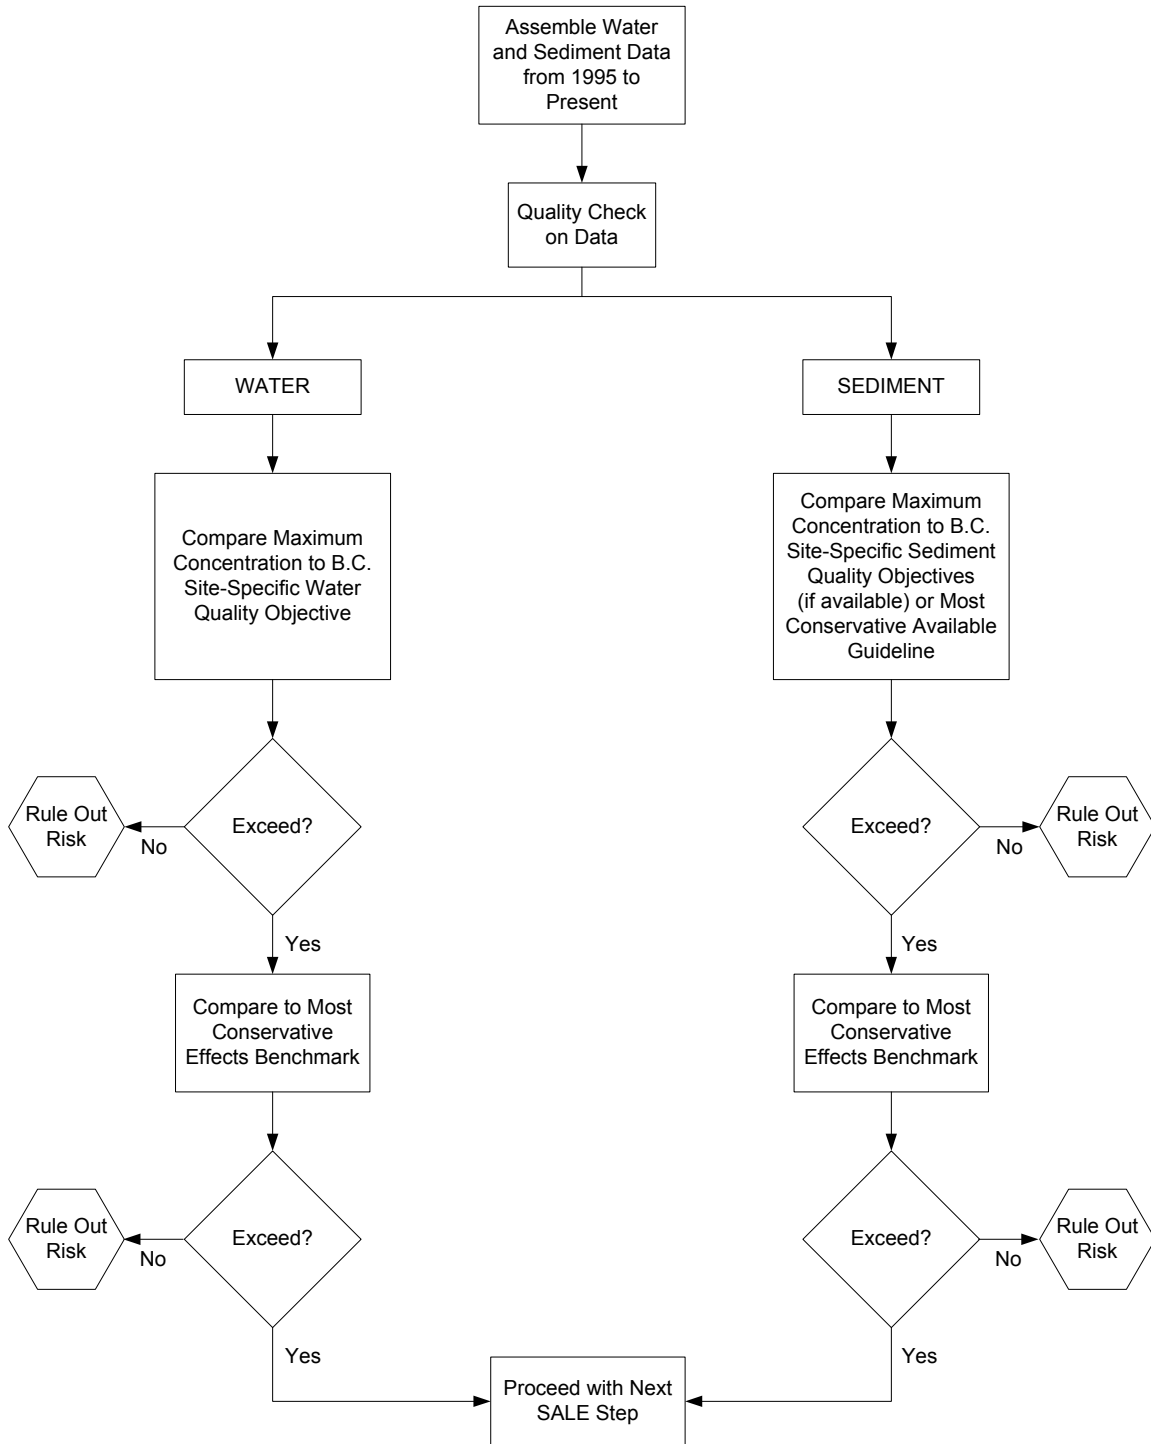 Assemble Water
and Sediment Data
from 1995 to
Present
Quality Check
on Data
WATER
SEDIMENT
Compare Maximum
Concentration to B.C.
Site-Specific Water
Quality Objective
Compare Maximum
Concentration to B.C.
Site-Specific Sediment
Quality Objectives
(if available) or Most
Conservative Available
Guideline
Rule Out
Risk
No
Exceed?
Yes
Exceed?
No
Rule Out
Risk
Yes
Compare to Most
Conservative
Effects Benchmark
Compare to Most
Conservative
Effects Benchmark
Rule Out
Risk
No
Exceed?
Yes
Exceed?
No
Rule Out
Risk
Yes
Proceed with Next
SALE Step